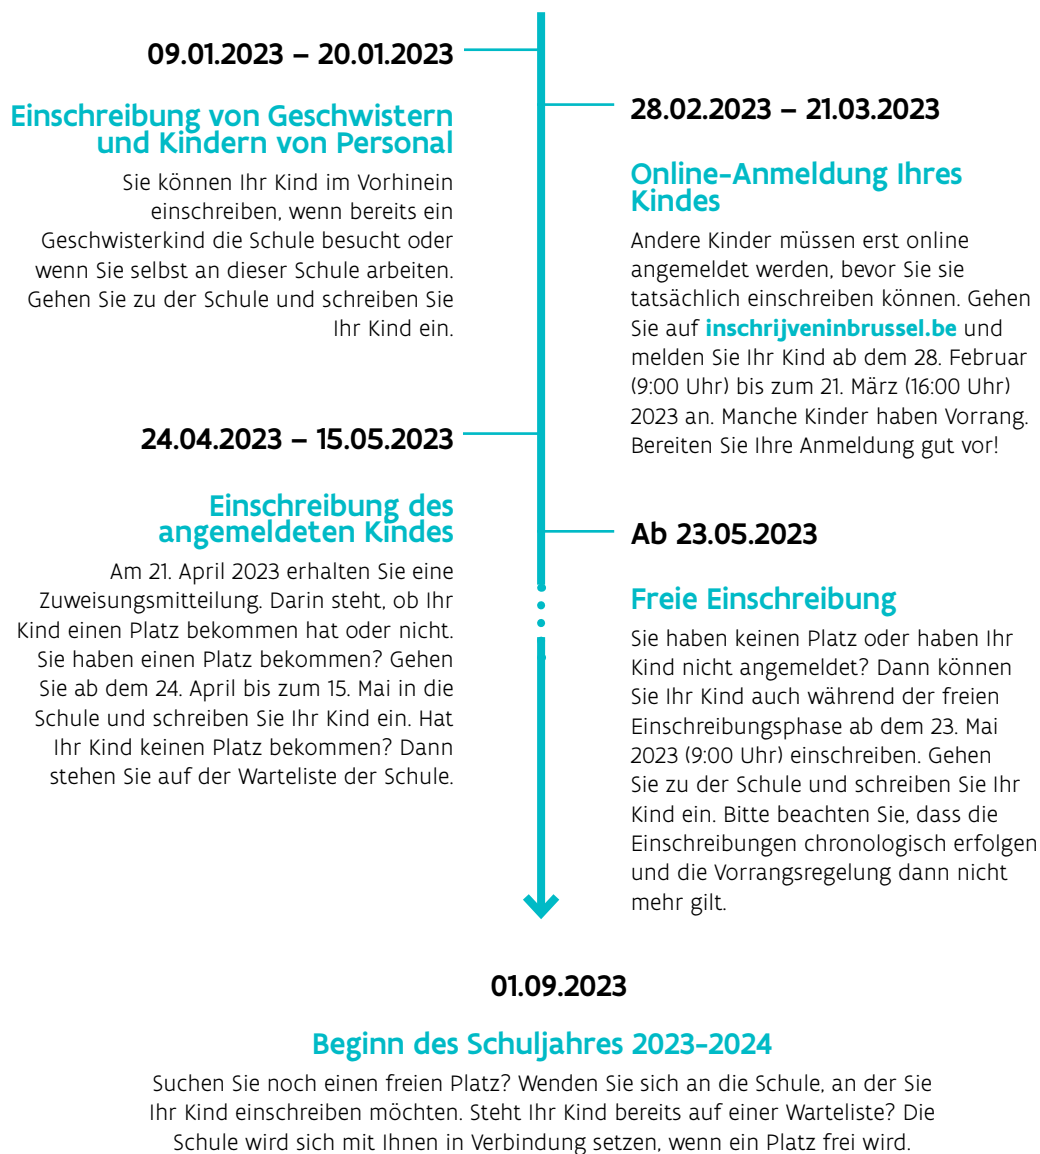 09.01.2023 – 20.01.2023
Einschreibung von Geschwistern
und Kindern von Personal
Sie können Ihr Kind im Vorhinein
einschreiben, wenn bereits ein
Geschwisterkind die Schule besucht oder
wenn Sie selbst an dieser Schule arbeiten.
Gehen Sie zu der Schule und schreiben Sie
Ihr Kind ein.
28.02.2023 – 21.03.2023
Online-Anmeldung Ihres
Kindes
Andere Kinder müssen erst online
angemeldet werden, bevor Sie sie
tatsächlich einschreiben können. Gehen
Sie auf inschrijveninbrussel.be und
melden Sie Ihr Kind ab dem 28. Februar
(9:00 Uhr) bis zum 21. März (16:00 Uhr)
2023 an. Manche Kinder haben Vorrang.
Bereiten Sie Ihre Anmeldung gut vor!
24.04.2023 – 15.05.2023
Einschreibung des
angemeldeten Kindes
Am 21. April 2023 erhalten Sie eine
Zuweisungsmitteilung. Darin steht, ob Ihr
Kind einen Platz bekommen hat oder nicht.
Sie haben einen Platz bekommen? Gehen
Sie ab dem 24. April bis zum 15. Mai in die
Schule und schreiben Sie Ihr Kind ein. Hat
Ihr Kind keinen Platz bekommen? Dann
stehen Sie auf der Warteliste der Schule.
Ab 23.05.2023
Freie Einschreibung
Sie haben keinen Platz oder haben Ihr
Kind nicht angemeldet? Dann können
Sie Ihr Kind auch während der freien
Einschreibungsphase ab dem 23. Mai
2023 (9:00 Uhr) einschreiben. Gehen
Sie zu der Schule und schreiben Sie Ihr
Kind ein. Bitte beachten Sie, dass die
Einschreibungen chronologisch erfolgen
und die Vorrangsregelung dann nicht
mehr gilt.
01.09.2023
Beginn des Schuljahres 2023-2024
Suchen Sie noch einen freien Platz? Wenden Sie sich an die Schule, an der Sie
Ihr Kind einschreiben möchten. Steht Ihr Kind bereits auf einer Warteliste? Die
Schule wird sich mit Ihnen in Verbindung setzen, wenn ein Platz frei wird.